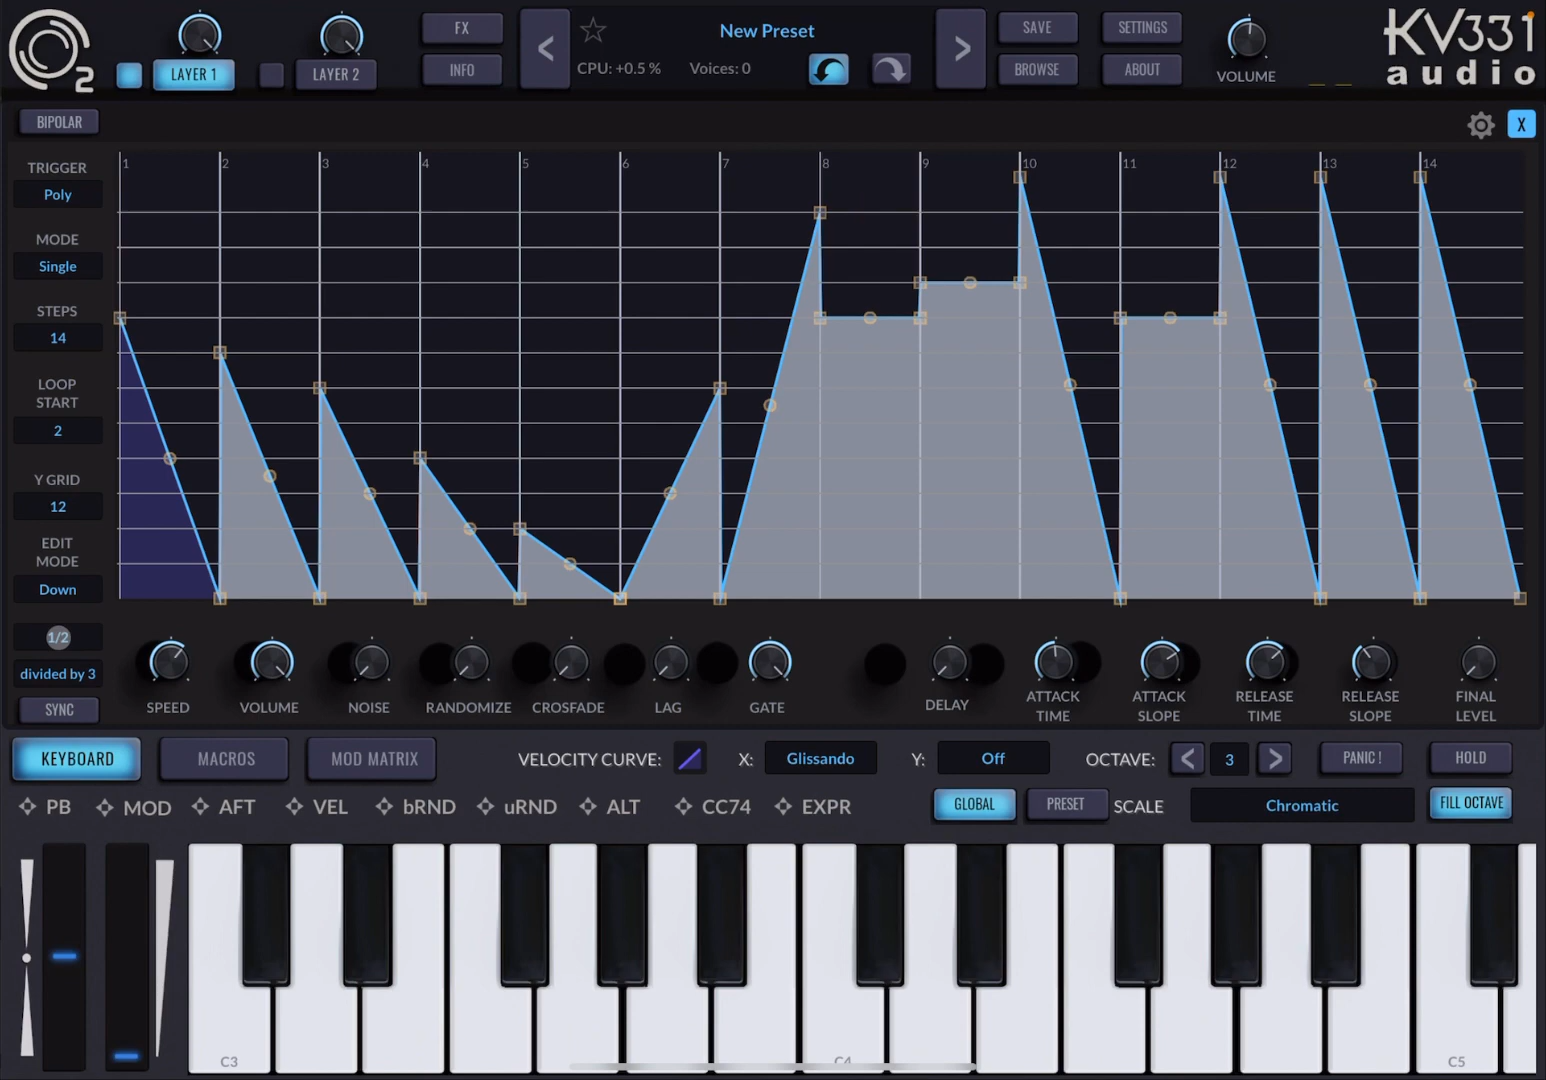 O2
LAYER 1
LAYER 2
FX
INFO
<
☆
New Preset
CPU: +0.5 %
Voices: 0
>
SAVE
BROWSE
SETTINGS
ABOUT
VOLUME
KV331
audio
BIPOLAR
X
TRIGGER
Poly
MODE
Single
STEPS
14
LOOP
START
2
Y GRID
12
EDIT
MODE
Down
1/2
divided by 3
SYNC
1 2 3 4 5 6 7 8 9 10 11 12 13 14
SPEED
VOLUME
NOISE
RANDOMIZE
CROSFADE
LAG
GATE
DELAY
ATTACK
TIME
ATTACK
SLOPE
RELEASE
TIME
RELEASE
SLOPE
FINAL
LEVEL
KEYBOARD
MACROS
MOD MATRIX
VELOCITY CURVE:
X:
Glissando
Y:
Off
OCTAVE:
<
3
>
PANIC !
HOLD
PB
MOD
AFT
VEL
bRND
uRND
ALT
CC74
EXPR
GLOBAL
PRESET
SCALE
Chromatic
FILL OCTAVE
C3
C4
C5